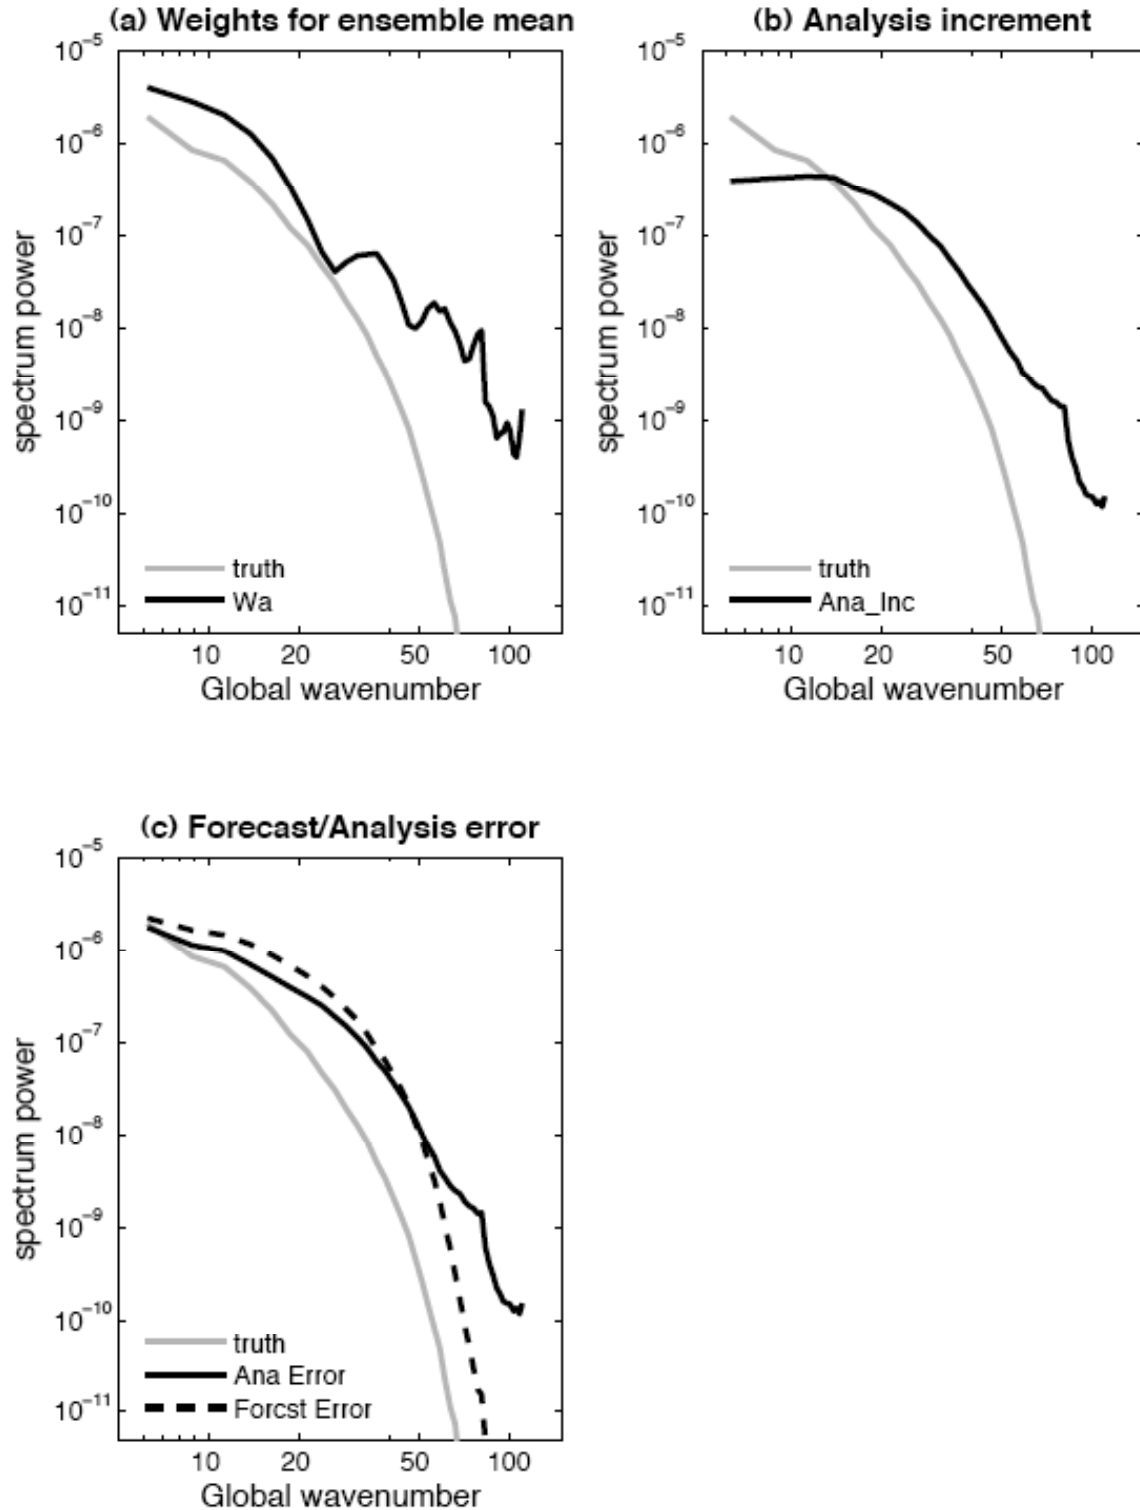 (a) Weights for ensemble mean
10−5
10−6
10−7
10−8
10−9
10−10
10−11
spectrum power
truth
Wa
10 20 50 100
Global wavenumber
(b) Analysis increment
10−5
10−6
10−7
10−8
10−9
10−10
10−11
spectrum power
truth
Ana_Inc
10 20 50 100
Global wavenumber
(c) Forecast/Analysis error
10−5
10−6
10−7
10−8
10−9
10−10
10−11
spectrum power
truth
Ana Error
Forcst Error
10 20 50 100
Global wavenumber